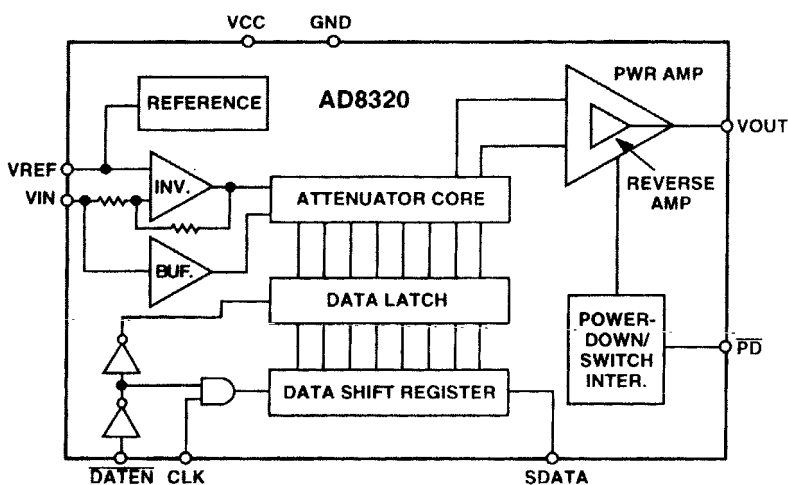 VCC GND
REFERENCE
AD8320
PWR AMP
VREF
VIN
INV.
BUF.
ATTENUATOR CORE
VOUT
REVERSE
AMP
DATA LATCH
POWER-
DOWN/
SWITCH
INTER.
PD
DATA SHIFT REGISTER
DATEN CLK SDATA